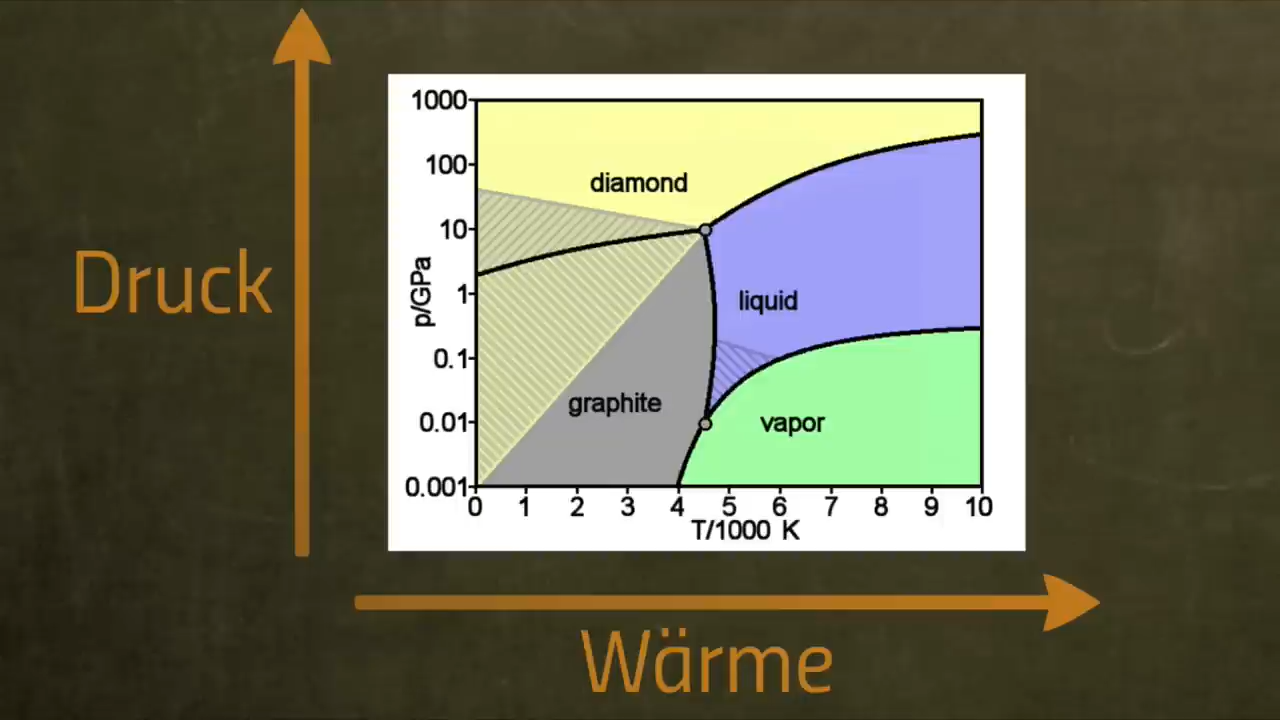 Druck
p/GPa
1000
100
10
1
0.1
0.01
0.001
diamond
liquid
graphite
vapor
0 1 2 3 4 5 6 7 8 9 10
T/1000 K
Wärme